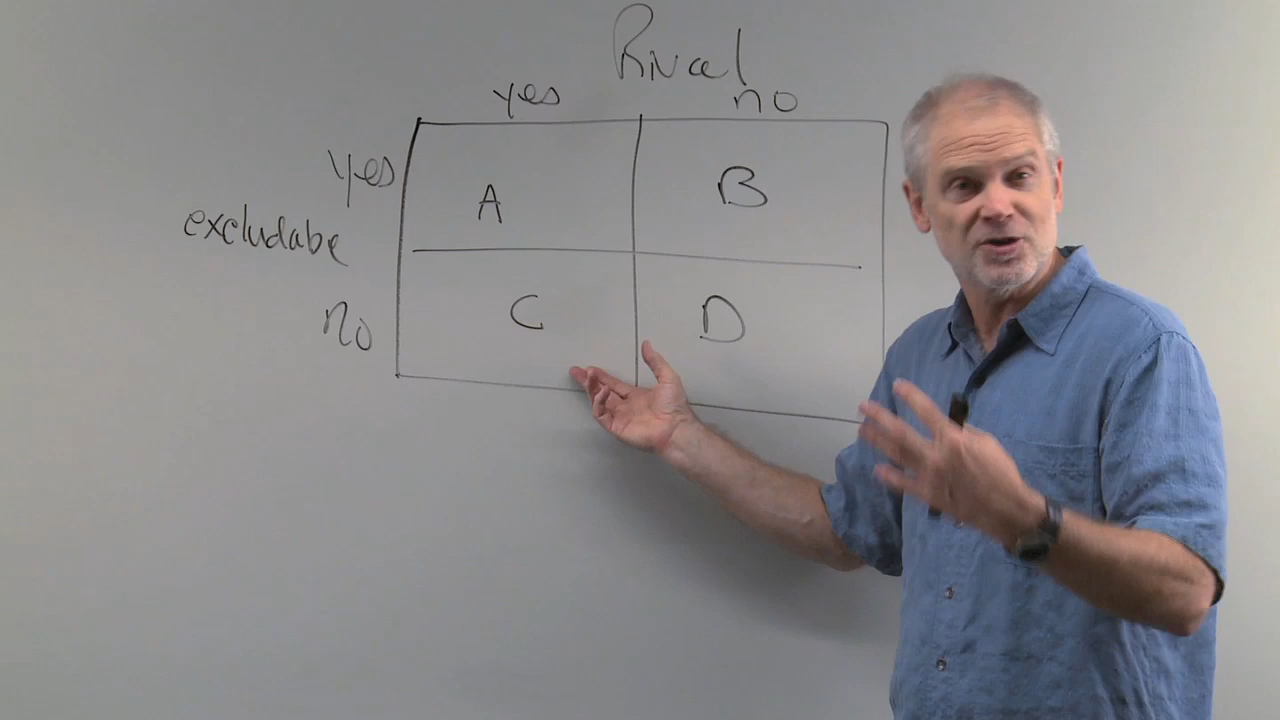 Rival
yes no
yes
A B
excludabe
no
C D